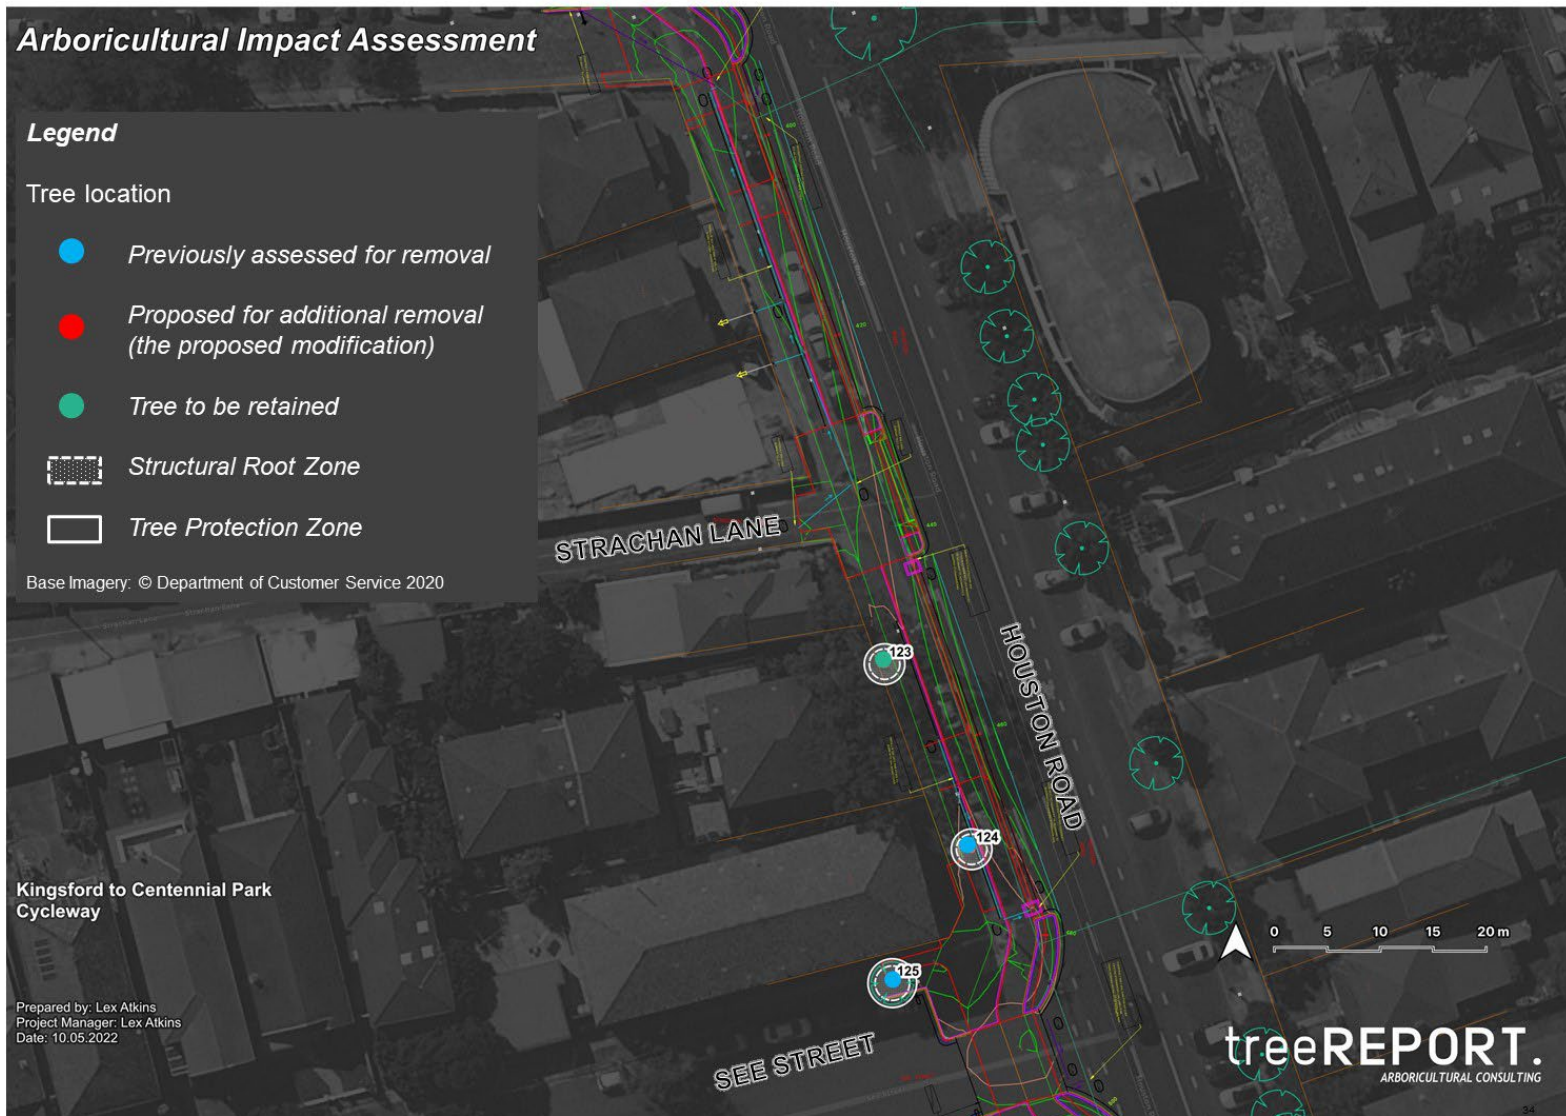 Arboricultural Impact Assessment
Legend
Tree location
Previously assessed for removal
Proposed for additional removal
(the proposed modification)
Tree to be retained
Structural Root Zone
Tree Protection Zone
Base Imagery: © Department of Customer Service 2020
STRACHAN LANE
HOUSTON ROAD
123
124
125
SEE STREET
Kingsford to Centennial Park
Cycleway
0 5 10 15 20 m
Prepared by: Lex Atkins
Project Manager: Lex Atkins
Date: 10.05.2022
treeREPORT.
ARBORICULTURAL CONSULTING
34